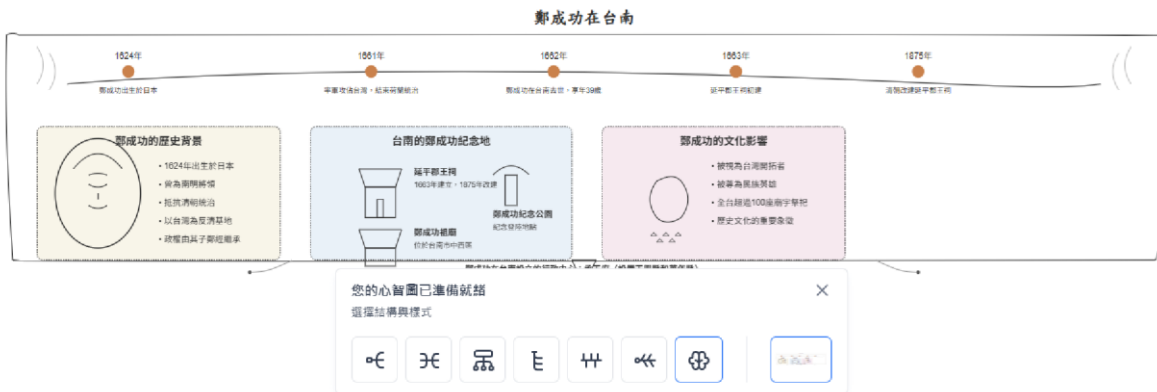 鄭成功在台南
1624年
1661年
1662年
1663年
1875年
鄭成功出生於日本
率軍攻佔台灣，結束荷蘭統治
鄭成功在台南去世，享年39歲
延平郡王祠初建
清朝改建延平郡王祠
鄭成功的歷史背景
• 1624年出生於日本
• 曾為南明將領
• 抵抗清朝統治
• 以台灣為反清基地
• 政權由其子鄭經繼承
台南的鄭成功紀念地
延平郡王祠
1663年建立，1875年改建
鄭成功紀念公園
紀念登陸地點
鄭成功祖廟
位於台南市中西區
鄭成功的文化影響
• 被視為台灣開拓者
• 被尊為民族英雄
• 全台超過100座廟宇祭祀
• 歷史文化的重要象徵
您的心智圖已準備就緒
選擇結構與樣式